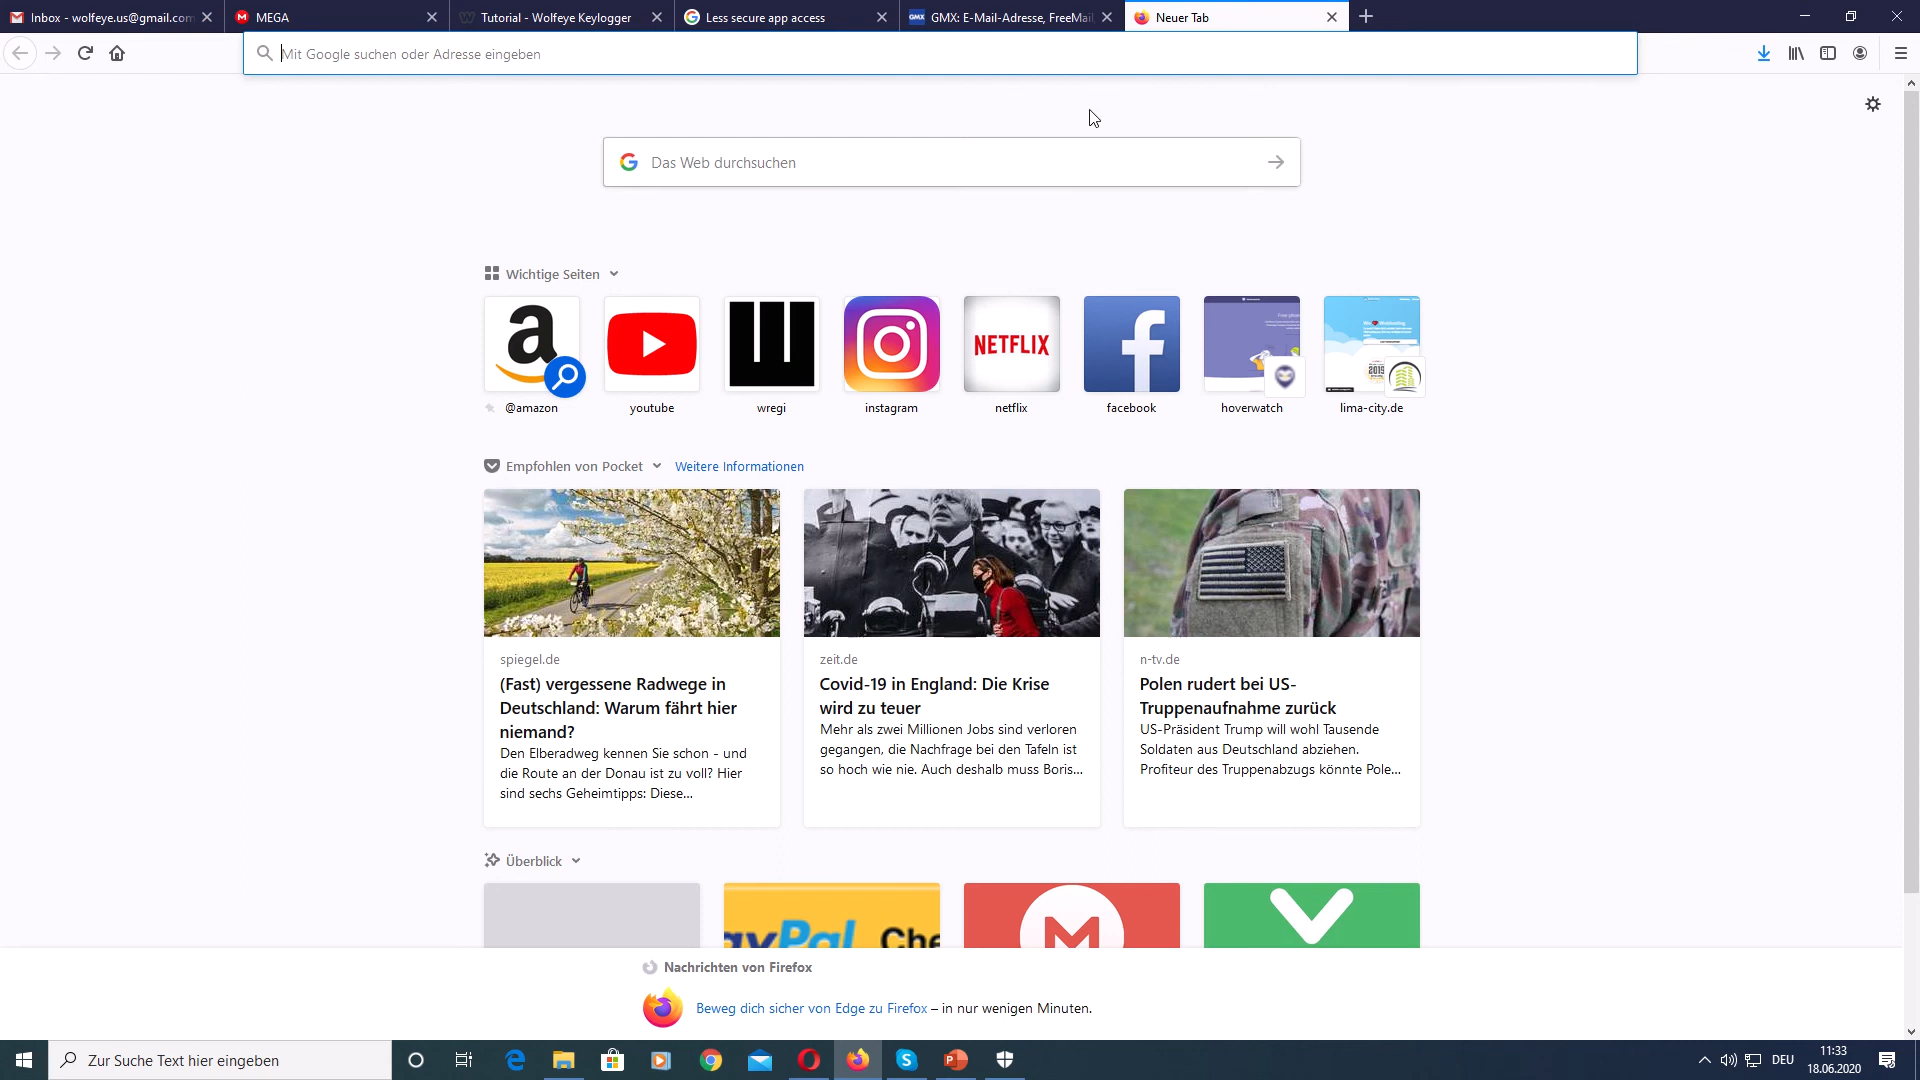 Inbox - wolfeye.us@gmail.com
MEGA
Tutorial - Wolfeye Keylogger
Less secure app access
GMX: E-Mail-Adresse, FreeMail,
Neuer Tab
Mit Google suchen oder Adresse eingeben
Das Web durchsuchen
Wichtige Seiten
NETFLIX
@amazon
youtube
wregi
instagram
netflix
facebook
hoverwatch
lima-city.de
Empfohlen von Pocket
Weitere Informationen
spiegel.de
(Fast) vergessene Radwege in
Deutschland: Warum fährt hier
niemand?
Den Elberadweg kennen Sie schon - und
die Route an der Donau ist zu voll? Hier
sind sechs Geheimtipps: Diese...
zeit.de
Covid-19 in England: Die Krise
wird zu teuer
Mehr als zwei Millionen Jobs sind verloren
gegangen, die Nachfrage bei den Tafeln ist
so hoch wie nie. Auch deshalb muss Boris...
n-tv.de
Polen rudert bei US-
Truppenaufnahme zurück
US-Präsident Trump will wohl Tausende
Soldaten aus Deutschland abziehen.
Profiteur des Truppenabzugs könnte Pole...
Überblick
Nachrichten von Firefox
Beweg dich sicher von Edge zu Firefox – in nur wenigen Minuten.
Zur Suche Text hier eingeben
DEU
11:33
18.06.2020